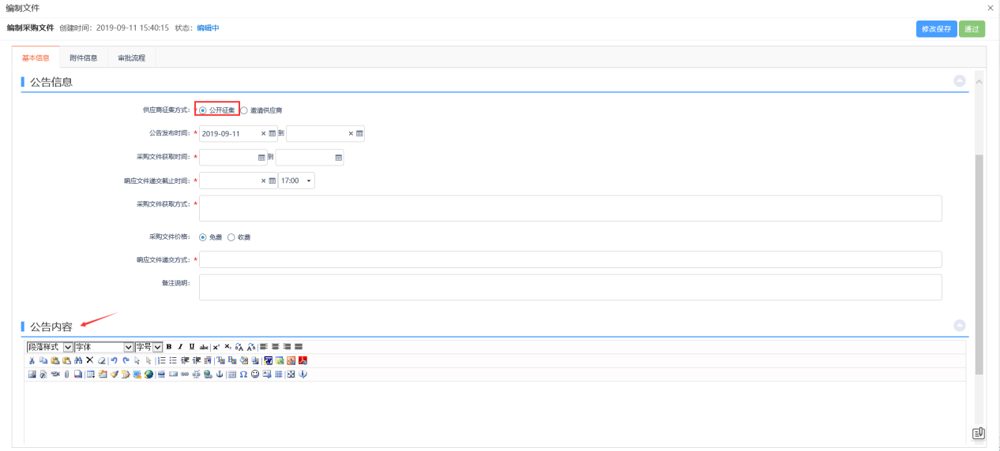 编制文件
编制采购文件 创建时间：2019-09-11 15:40:15 状态：编辑中
修改保存 通过
基本信息 附件信息 审批流程
公告信息
供应商征集方式： * 公开征集 邀请供应商
公告发布时间： * 2019-09-11 到
采购文件获取时间： * 到
响应文件递交截止时间： * 17:00
采购文件获取方式： *
采购文件价格： 免费 收费
响应文件递交方式： *
备注说明：
公告内容
段落样式 字体 字号